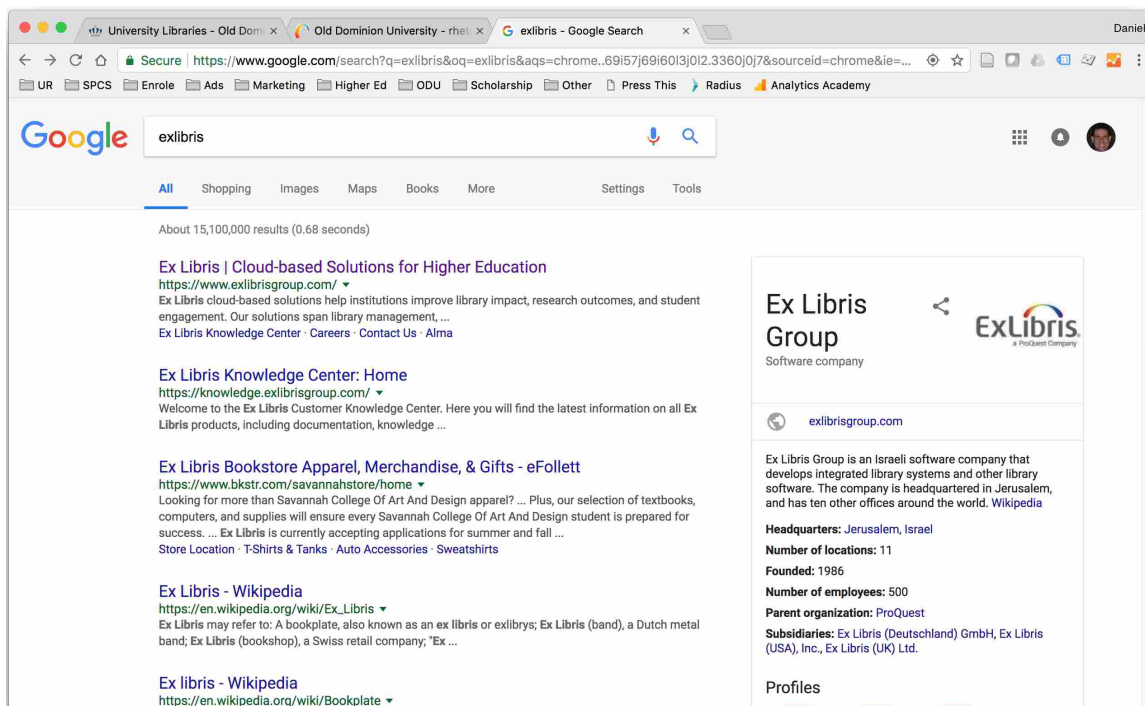 University Libraries - Old Dom
Old Dominion University - rhet
exlibris - Google Search
Daniel
Secure https://www.google.com/search?q=exlibris&oq=exlibris&aqs=chrome..69i57j69i60l3j0l2.3360j0j7&sourceid=chrome&ie=...
UR SPCS Enrole Ads Marketing Higher Ed ODU Scholarship Other Press This Radius Analytics Academy
Google
exlibris
All Shopping Images Maps Books More Settings Tools
About 15,100,000 results (0.68 seconds)
Ex Libris | Cloud-based Solutions for Higher Education
https://www.exlibrisgroup.com/
Ex Libris cloud-based solutions help institutions improve library impact, research outcomes, and student
engagement. Our solutions span library management, ...
Ex Libris Knowledge Center · Careers · Contact Us · Alma
Ex Libris Knowledge Center: Home
https://knowledge.exlibrisgroup.com/
Welcome to the Ex Libris Customer Knowledge Center. Here you will find the latest information on all Ex
Libris products, including documentation, knowledge ...
Ex Libris Bookstore Apparel, Merchandise, & Gifts - eFollett
https://www.bkstr.com/savannahstore/home
Looking for more than Savannah College Of Art And Design apparel? ... Plus, our selection of textbooks,
computers, and supplies will ensure every Savannah College Of Art And Design student is prepared for
success. ... Ex Libris is currently accepting applications for summer and fall ...
Store Location · T-Shirts & Tanks · Auto Accessories · Sweatshirts
Ex Libris - Wikipedia
https://en.wikipedia.org/wiki/Ex_Libris
Ex Libris may refer to: A bookplate, also known as an ex libris or exlibrys; Ex Libris (band), a Dutch metal
band; Ex Libris (bookshop), a Swiss retail company; "Ex ...
Ex libris - Wikipedia
https://en.wikipedia.org/wiki/Bookplate
Ex Libris
Group
Software company
ExLibris
a ProQuest Company
exlibrisgroup.com
Ex Libris Group is an Israeli software company that
develops integrated library systems and other library
software. The company is headquartered in Jerusalem,
and has ten other offices around the world. Wikipedia
Headquarters: Jerusalem, Israel
Number of locations: 11
Founded: 1986
Number of employees: 500
Parent organization: ProQuest
Subsidiaries: Ex Libris (Deutschland) GmbH, Ex Libris
(USA), Inc., Ex Libris (UK) Ltd.
Profiles